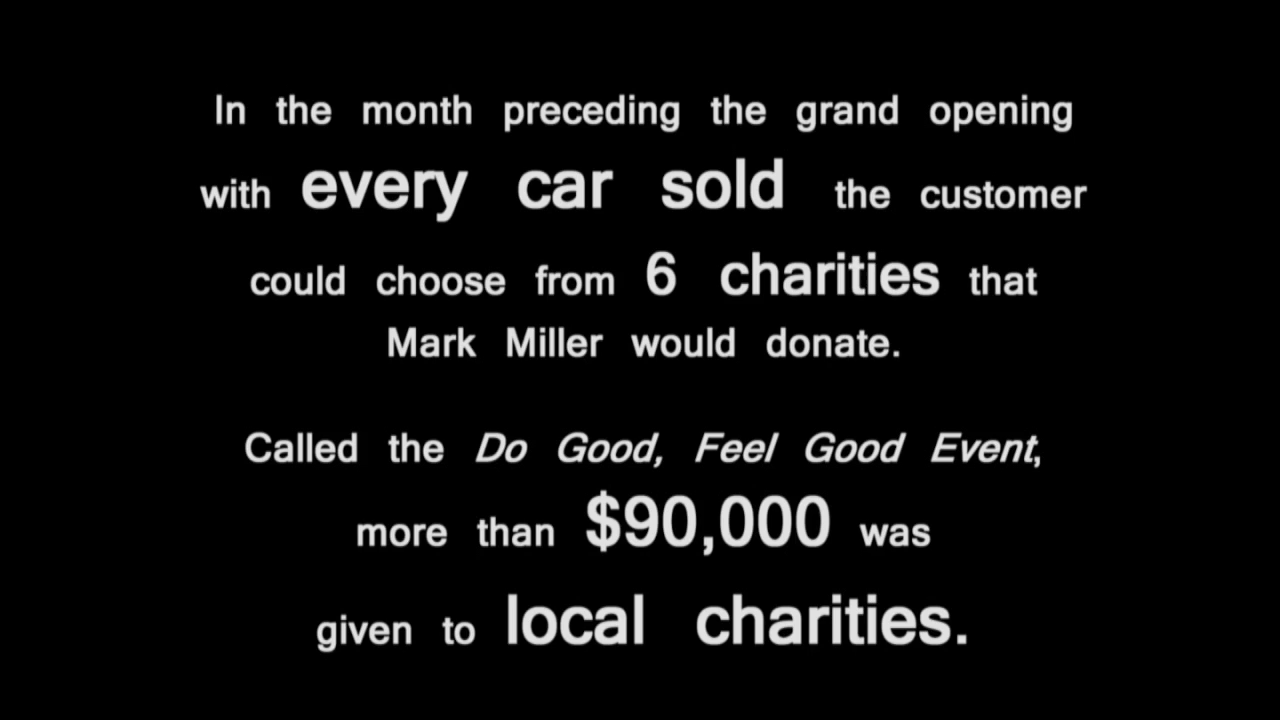 In the month preceding the grand opening
with every car sold the customer
could choose from 6 charities that
Mark Miller would donate.
Called the Do Good, Feel Good Event,
more than $90,000 was
given to local charities.